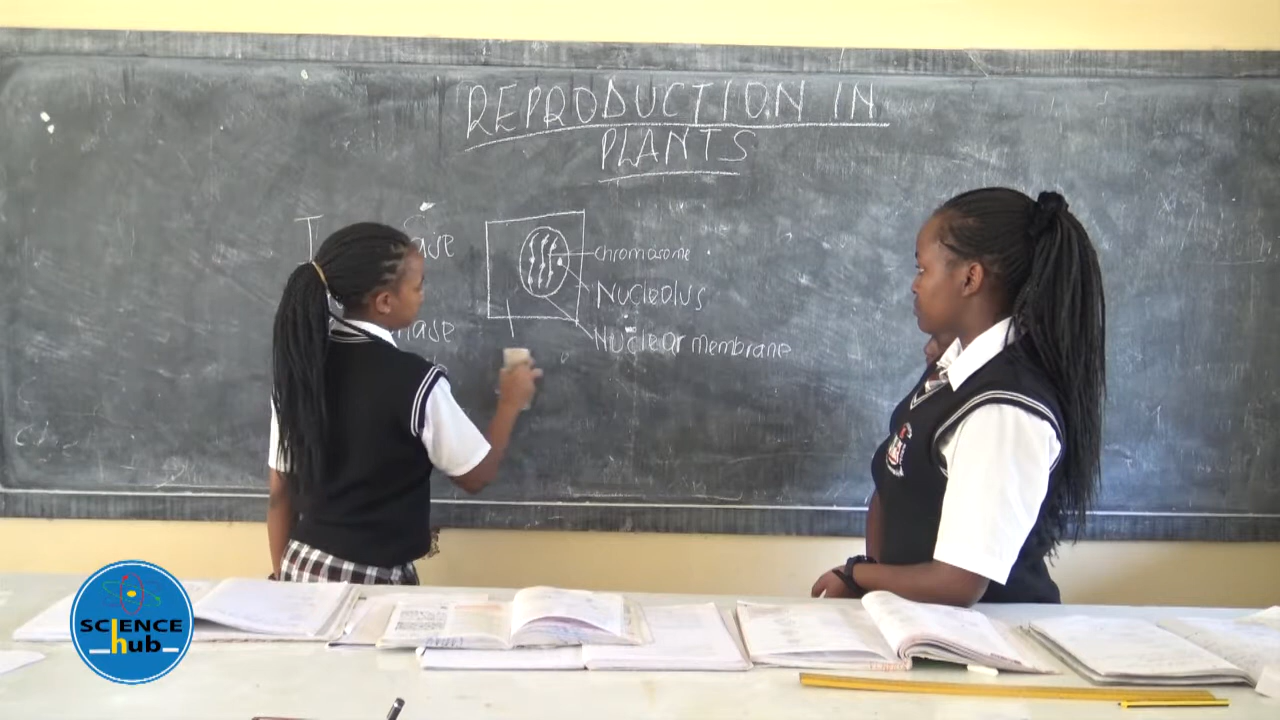 REPRODUCTION IN
PLANTS
chromosome
Nucleolus
Nuclear membrane
SCIENCE
hub